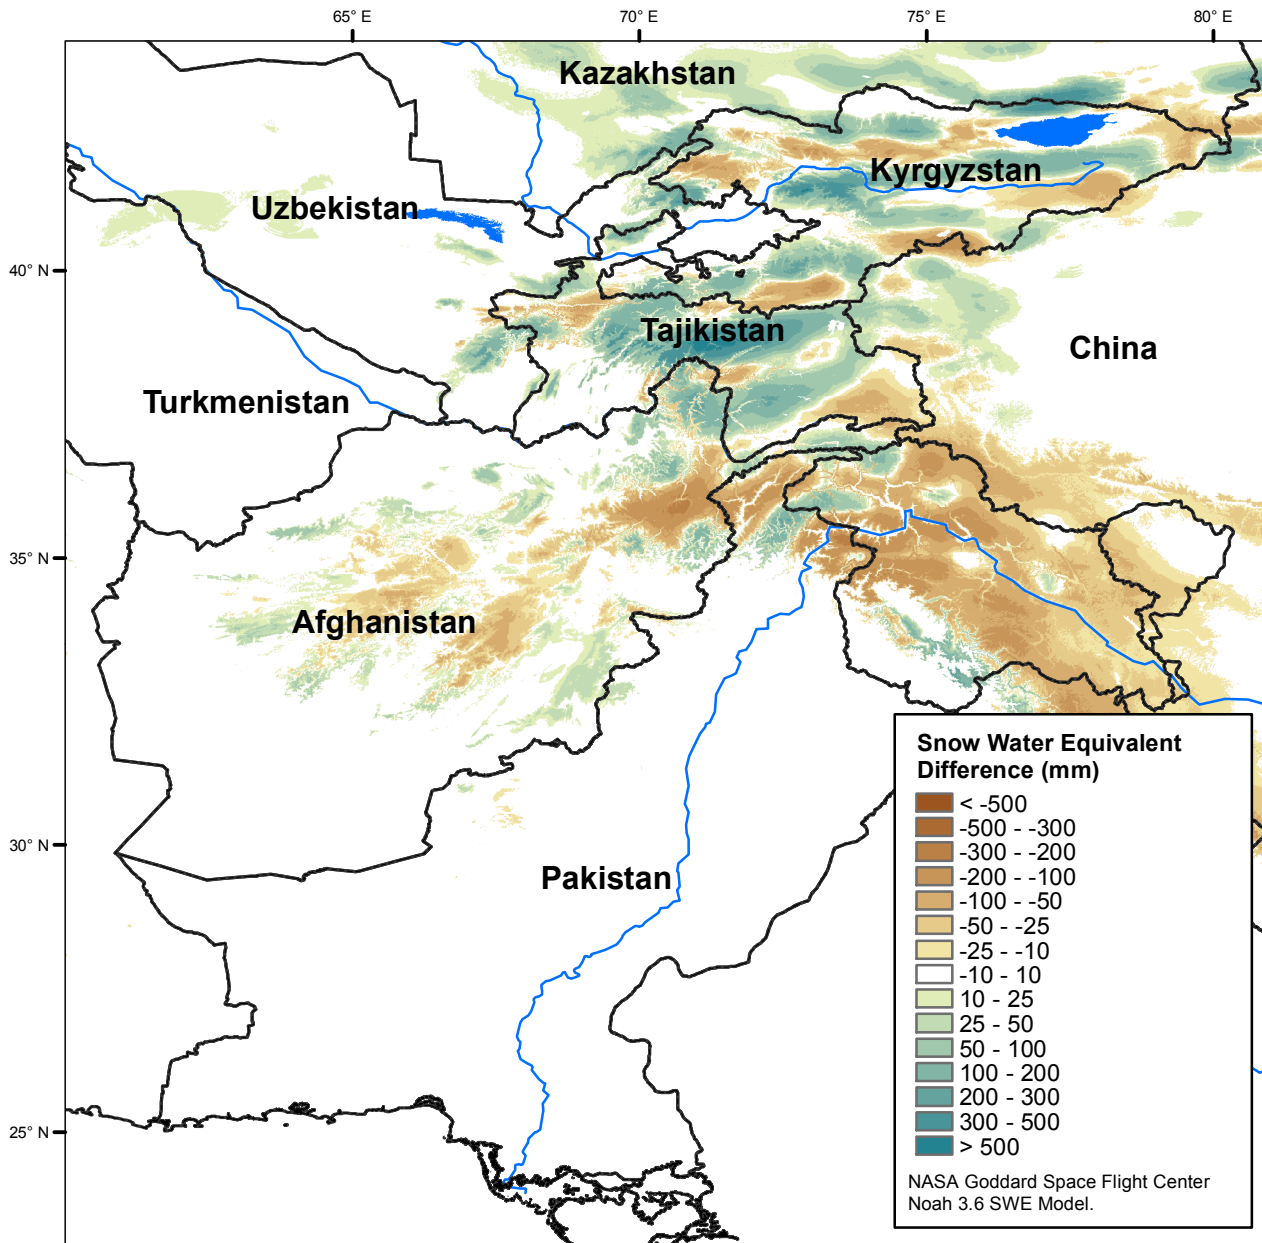 65° E
70° E
75° E
80° E
Kazakhstan
Kyrgyzstan
Uzbekistan
40° N
Tajikistan
China
Turkmenistan
35° N
Afghanistan
Snow Water Equivalent
Difference (mm)
< -500
-500 - -300
-300 - -200
-200 - -100
-100 - -50
-50 - -25
-25 - -10
-10 - 10
10 - 25
25 - 50
50 - 100
100 - 200
200 - 300
300 - 500
> 500
NASA Goddard Space Flight Center
Noah 3.6 SWE Model.
30° N
Pakistan
25° N